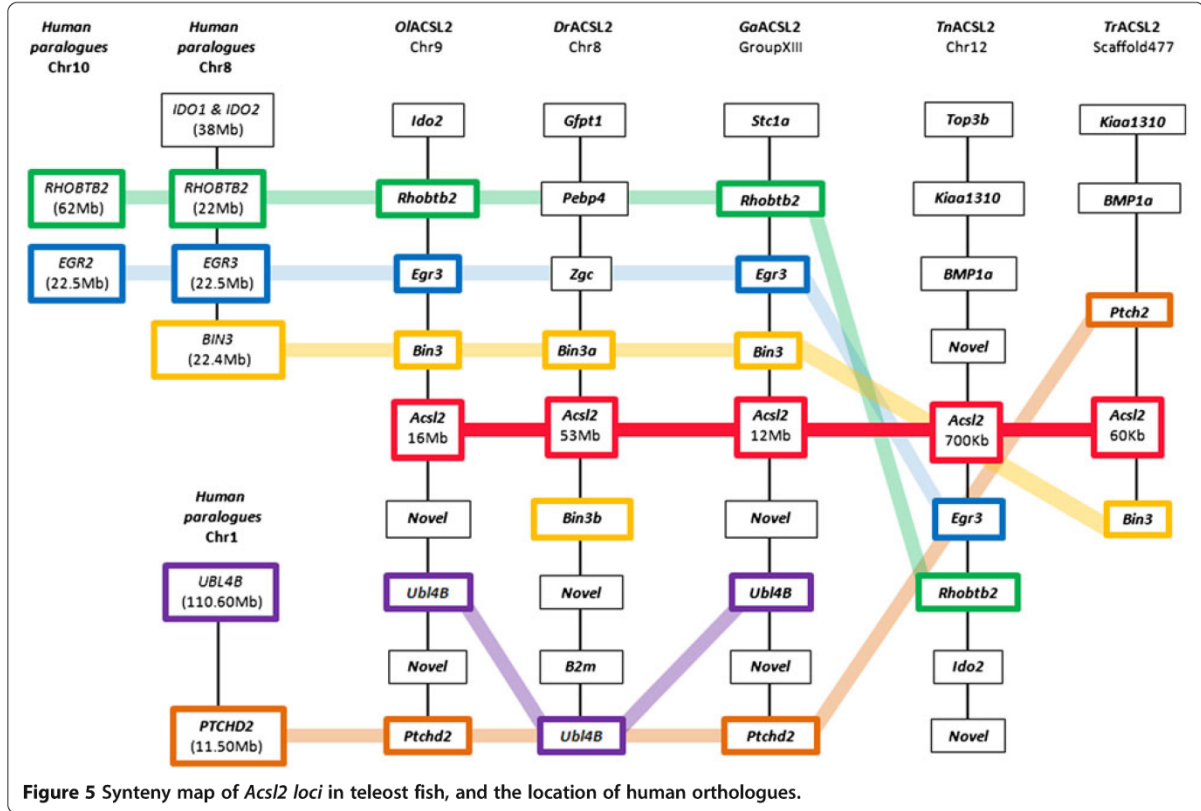 Human paralogues Chr10
Human paralogues Chr8
OlACSL2 Chr9
DrACSL2 Chr8
GaACSL2 GroupXIII
TnACSL2 Chr12
TrACSL2 Scaffold477
IDO1 & IDO2
(38Mb)
Ido2
Gfpt1
Stc1a
Top3b
Kiaa1310
RHOBTB2
(62Mb)
RHOBTB2
(22Mb)
Rhobtb2
Pebp4
Rhobtb2
Kiaa1310
BMP1a
EGR2
(22.5Mb)
EGR3
(22.5Mb)
Egr3
Zgc
Egr3
BMP1a
Ptch2
BIN3
(22.4Mb)
Bin3
Bin3a
Bin3
Novel
Acsl2
16Mb
Acsl2
53Mb
Acsl2
12Mb
Acsl2
700Kb
Acsl2
60Kb
Human
paralogues
Chr1
Novel
Bin3b
Novel
Egr3
Bin3
UBL4B
(110.60Mb)
Ubl4B
Novel
Ubl4B
Rhobtb2
Novel
B2m
Novel
Ido2
PTCHD2
(11.50Mb)
Ptchd2
Ubl4B
Ptchd2
Novel
Figure 5 Synteny map of Acsl2 loci in teleost fish, and the location of human orthologues.